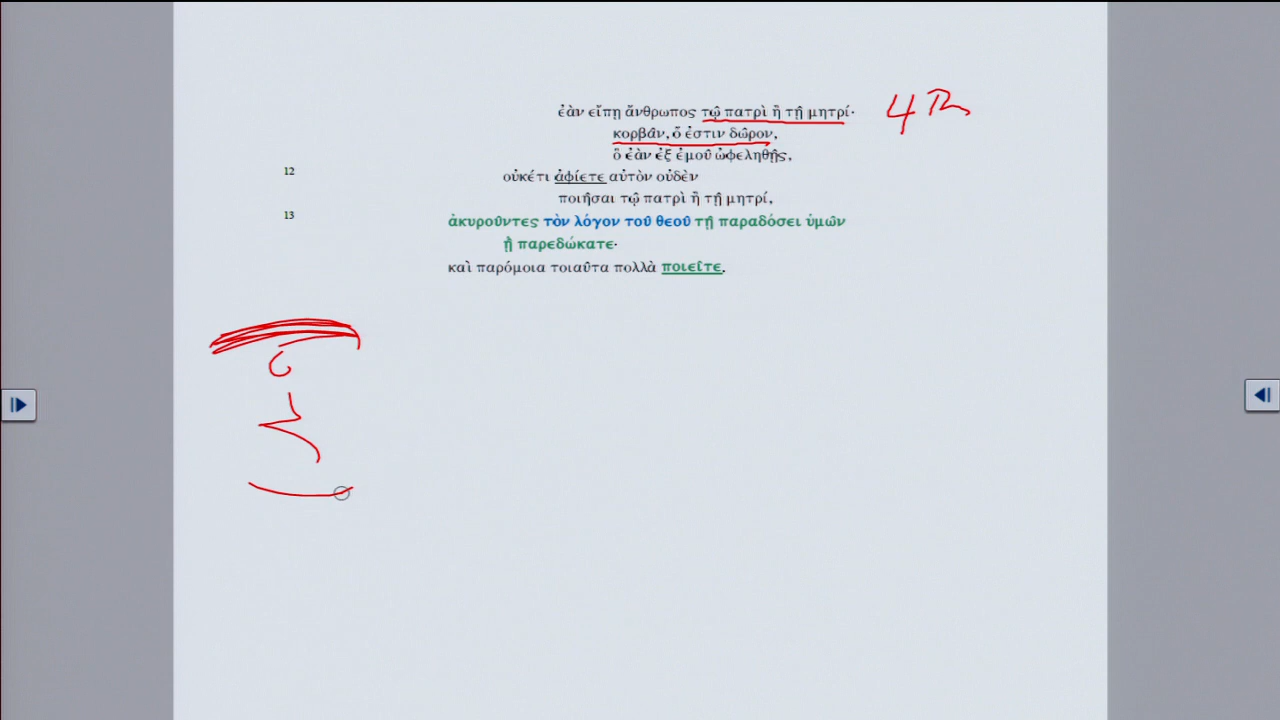 ἐὰν εἴπῃ ἄνθρωπος τῷ πατρὶ ἢ τῇ μητρί· 4th
κορβᾶν, ὅ ἐστιν δῶρον,
ὃ ἐὰν ἐξ ἐμοῦ ὠφεληθῇς,
12 οὐκέτι ἀφίετε αὐτὸν οὐδὲν
ποιῆσαι τῷ πατρὶ ἢ τῇ μητρί,
13 ἀκυροῦντες τὸν λόγον τοῦ θεοῦ τῇ παραδόσει ὑμῶν
ᾗ παρεδώκατε·
καὶ παρόμοια τοιαῦτα πολλὰ ποιεῖτε.